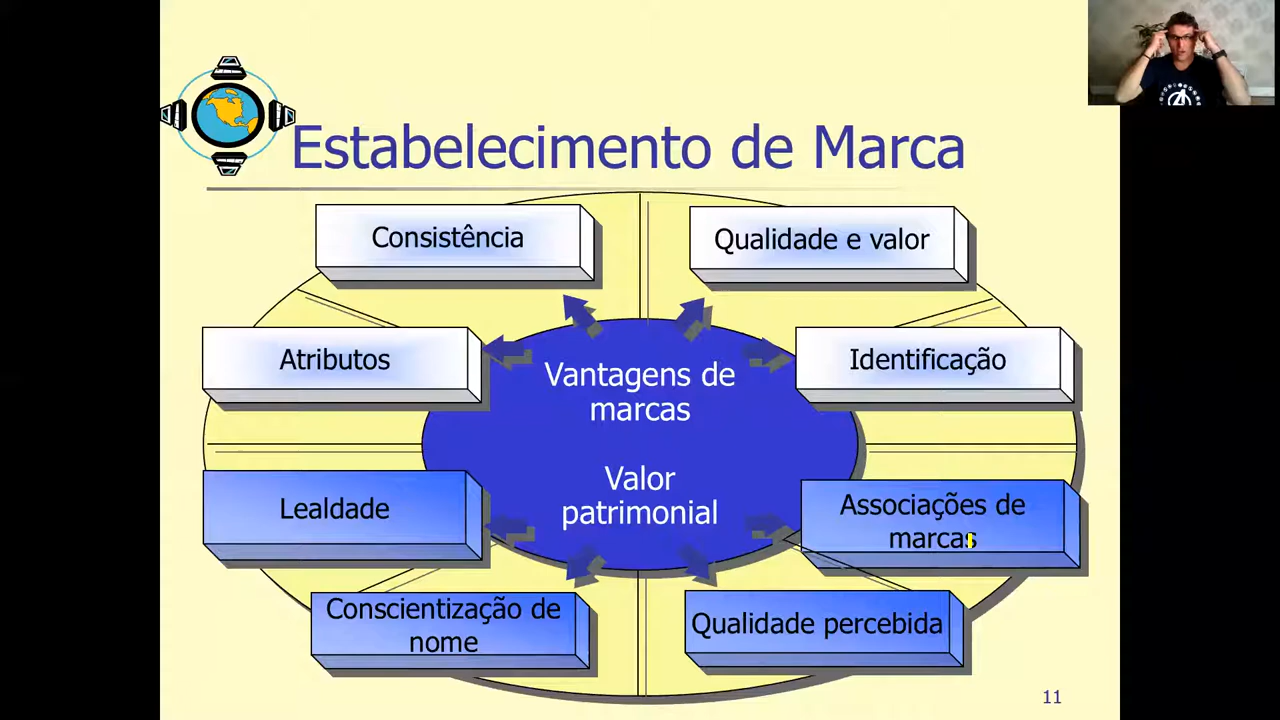 Estabelecimento de Marca
Consistência
Qualidade e valor
Atributos
Identificação
Vantagens de
marcas
Valor
patrimonial
Lealdade
Associações de
marcas
Conscientização de
nome
Qualidade percebida
11